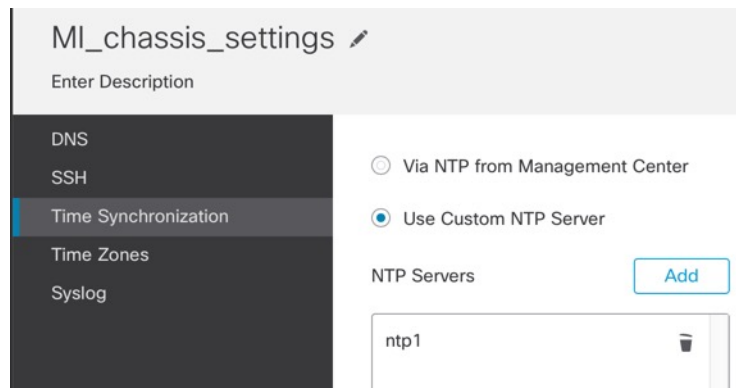 MI_chassis_settings
Enter Description
DNS
SSH
Time Synchronization
Time Zones
Syslog
Via NTP from Management Center
Use Custom NTP Server
NTP Servers
Add
ntp1